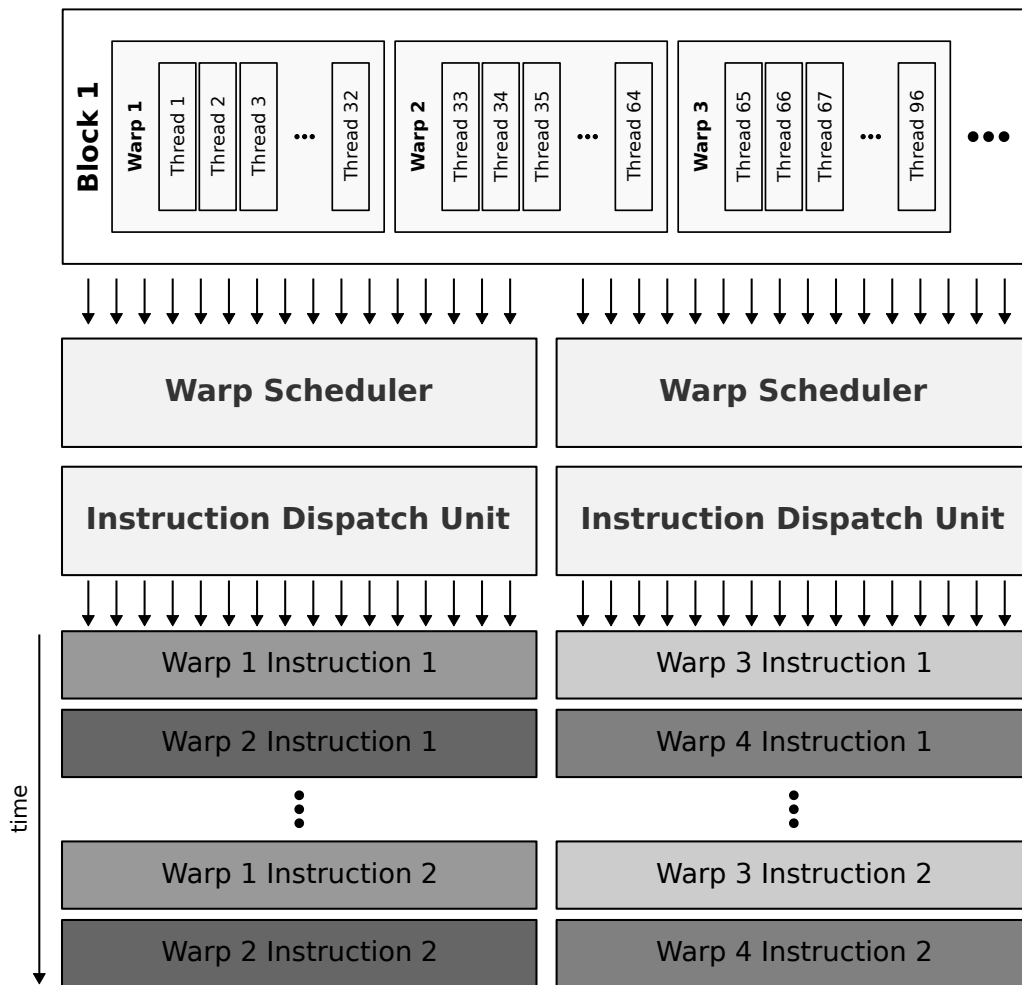 Block 1
Warp 1
Thread 1
Thread 2
Thread 3
...
Thread 32
Warp 2
Thread 33
Thread 34
Thread 35
...
Thread 64
Warp 3
Thread 65
Thread 66
Thread 67
...
Thread 96
...
Warp Scheduler
Warp Scheduler
Instruction Dispatch Unit
Instruction Dispatch Unit
time
Warp 1 Instruction 1
Warp 3 Instruction 1
Warp 2 Instruction 1
Warp 4 Instruction 1
Warp 1 Instruction 2
Warp 3 Instruction 2
Warp 2 Instruction 2
Warp 4 Instruction 2